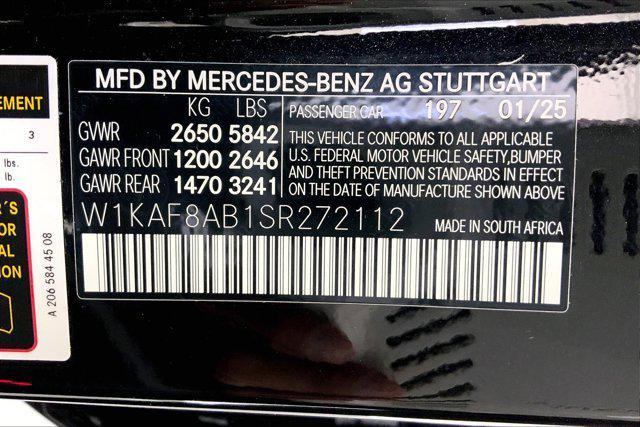 MFD BY MERCEDES-BENZ AG STUTTGART
KG LBS
GVWR 2650 5842
GAWR FRONT 1200 2646
GAWR REAR 1470 3241
PASSENGER CAR 197 01/25
THIS VEHICLE CONFORMS TO ALL APPLICABLE
U.S. FEDERAL MOTOR VEHICLE SAFETY,BUMPER
AND THEFT PREVENTION STANDARDS IN EFFECT
ON THE DATE OF MANUFACTURE SHOWN ABOVE
W1KAF8AB1SR272112
MADE IN SOUTH AFRICA
EMENT
3
lbs.
lb.
R´S
OR
AL
ION
A 206 584 45 08